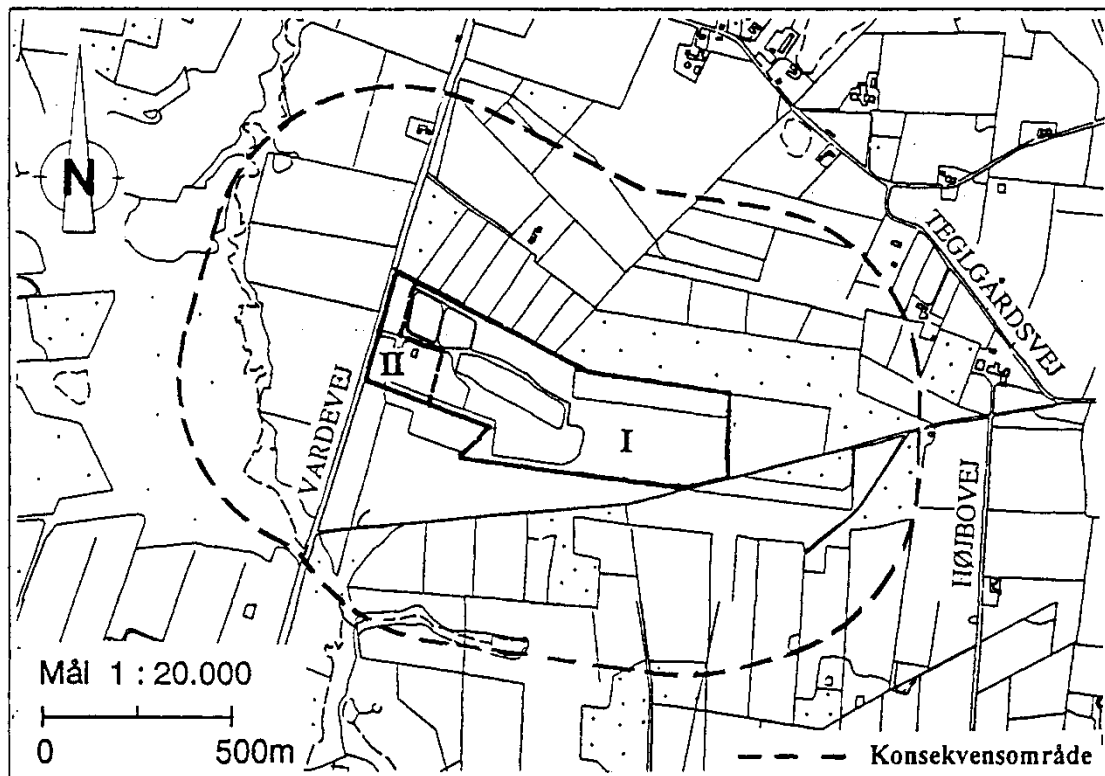 N
TEGLGÅRDSVEJ
II
VARDEVEJ
I
HØJBOVEJ
Mål 1 : 20.000
0 500m
Konsekvensområde